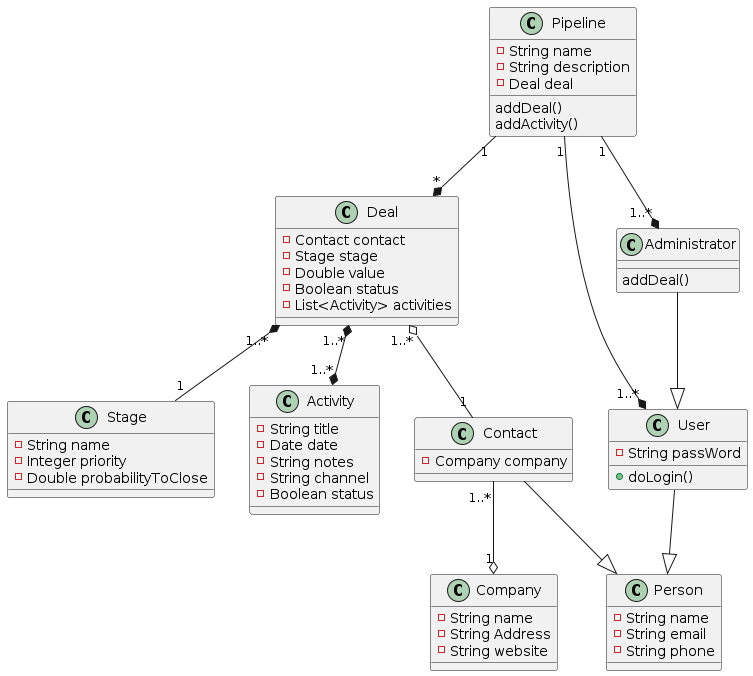 C Pipeline
String name
String description
Deal deal
addDeal()
addActivity()
1
1
1
*
1..*
C Deal
Contact contact
Stage stage
Double value
Boolean status
List<Activity> activities
C Administrator
addDeal()
1..*
1..*
1..*
1
1..*
1
1..*
C Stage
String name
Integer priority
Double probabilityToClose
C Activity
String title
Date date
String notes
String channel
Boolean status
C Contact
Company company
C User
String passWord
doLogin()
1..*
1
C Company
String name
String Address
String website
C Person
String name
String email
String phone